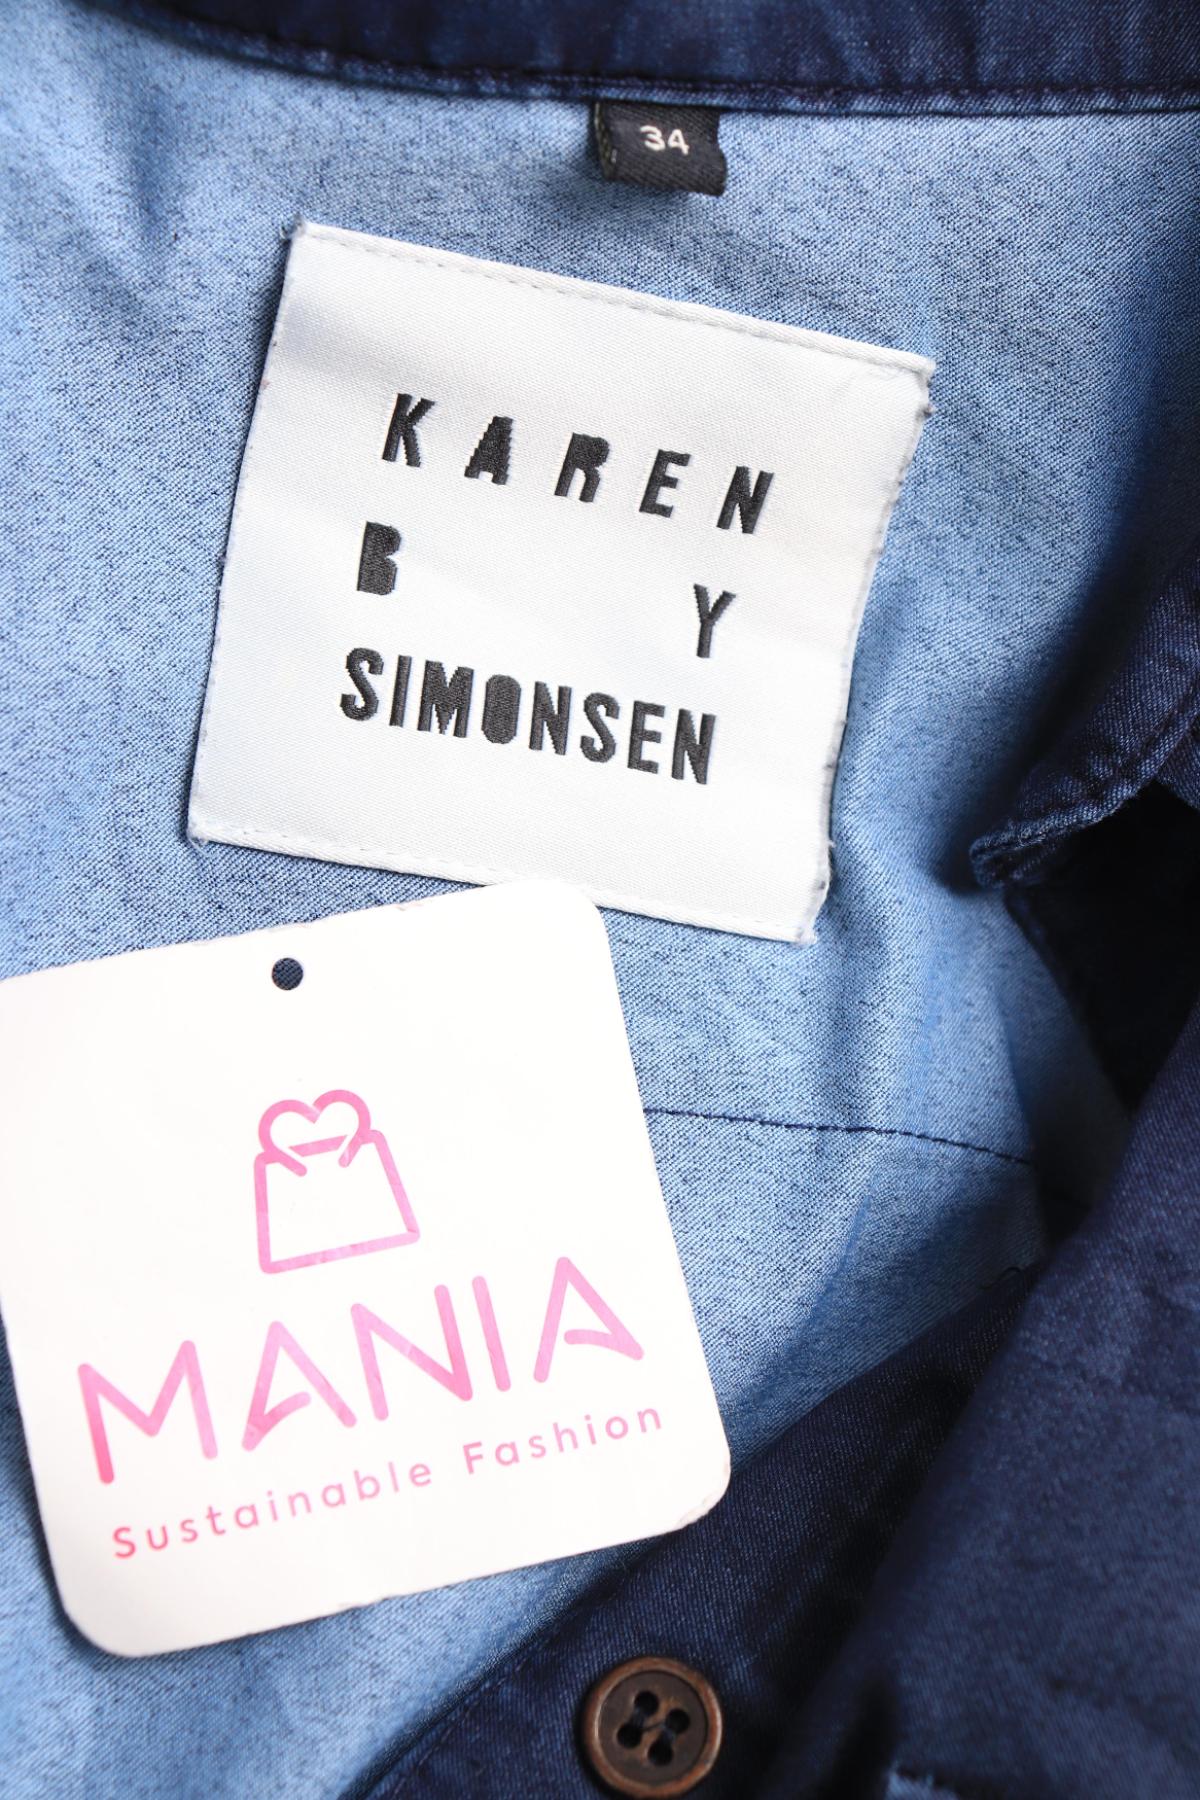 34
KAREN
B Y
SIMONSEN
MANIA
Sustainable Fashion